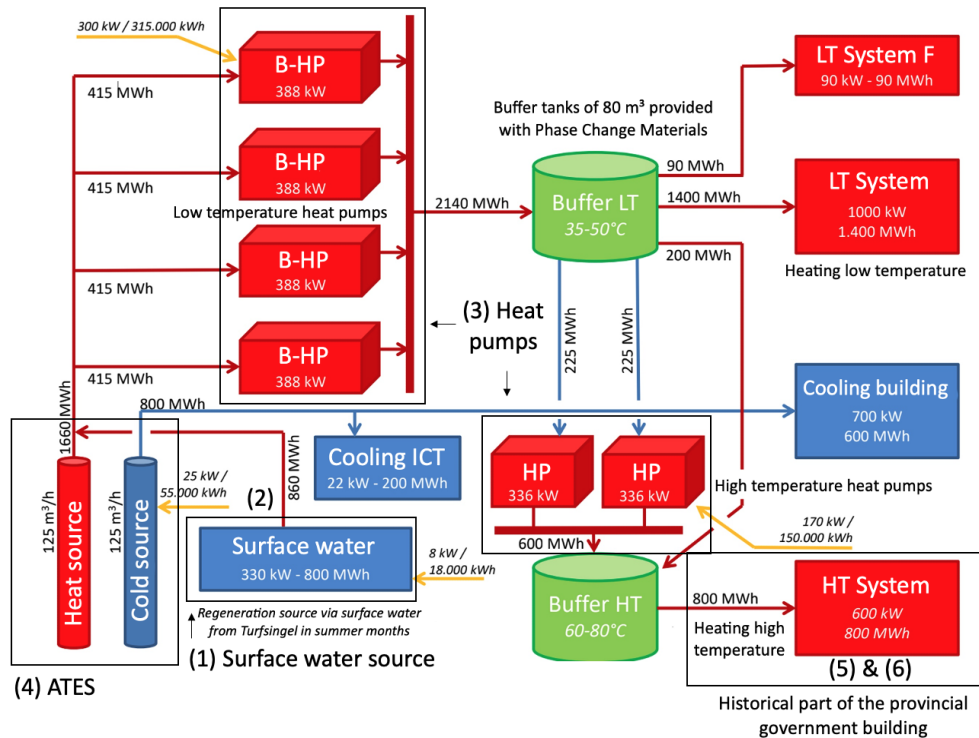 300 kW / 315.000 kWh
B-HP
388 kW
415 MWh
B-HP
388 kW
415 MWh
Low temperature heat pumps
B-HP
388 kW
415 MWh
B-HP
388 kW
415 MWh
2140 MWh
Buffer tanks of 80 m³ provided
with Phase Change Materials
Buffer LT
35-50°C
90 MWh
1400 MWh
200 MWh
LT System F
90 kW - 90 MWh
LT System
1000 kW
1.400 MWh
Heating low temperature
(3) Heat
pumps
225 MWh
225 MWh
1660MWh
800 MWh
860 MWh
Cooling ICT
22 kW - 200 MWh
Cooling building
700 kW
600 MWh
HP
336 kW
HP
336 kW
High temperature heat pumps
170 kW /
150.000 kWh
600 MWh
125 m³/h
Heat source
125 m³/h
Cold source
25 kW /
55.000 kWh
(2)
Surface water
330 kW - 800 MWh
8 kW /
18.000 kWh
Regeneration source via surface water
from Turfsingel in summer months
(1) Surface water source
(4) ATES
Buffer HT
60-80°C
800 MWh
Heating high
temperature
HT System
600 kW
800 MWh
(5) & (6)
Historical part of the provincial
government building